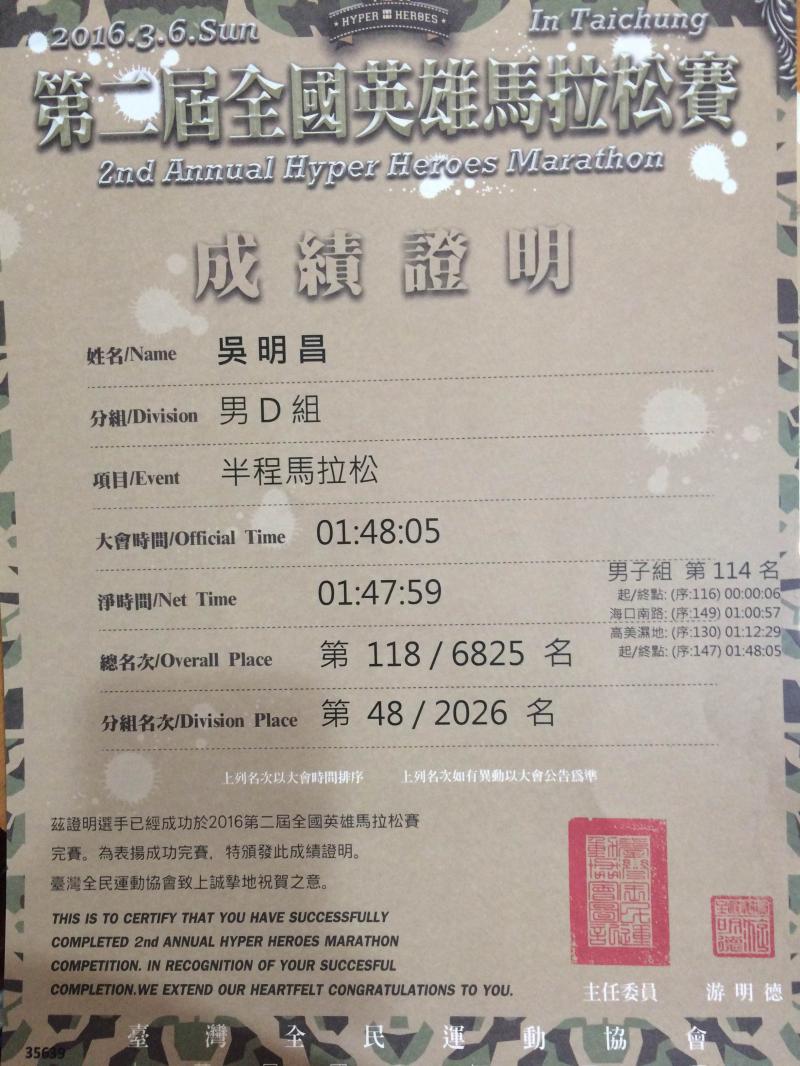 HYPER HEROES
2016.3.6.Sun
In Taichung
第二屆全國英雄馬拉松賽
2nd Annual Hyper Heroes Marathon
成績證明
姓名/Name 吳明昌
分組/Division 男D組
項目/Event 半程馬拉松
大會時間/Official Time 01:48:05
淨時間/Net Time 01:47:59
總名次/Overall Place 第 118 / 6825 名
分組名次/Division Place 第 48 / 2026 名
男子組 第 114 名
起/終點: (序:116) 00:00:06
海口南路: (序:149) 01:00:57
高美濕地: (序:130) 01:12:29
起/終點: (序:147) 01:48:05
上列名次以大會時間排序 上列名次如有異動以大會公告為準
茲證明選手已經成功於2016第二屆全國英雄馬拉松賽
完賽。為表揚成功完賽，特頒發此成績證明。
臺灣全民運動協會致上誠摯地祝賀之意。
THIS IS TO CERTIFY THAT YOU HAVE SUCCESSFULLY
COMPLETED 2nd ANNUAL HYPER HEROES MARATHON
COMPETITION. IN RECOGNITION OF YOUR SUCCESFUL
COMPLETION.WE EXTEND OUR HEARTFELT CONGRATULATIONS TO YOU.
主任委員 游明德
臺灣全民運動協會
35639